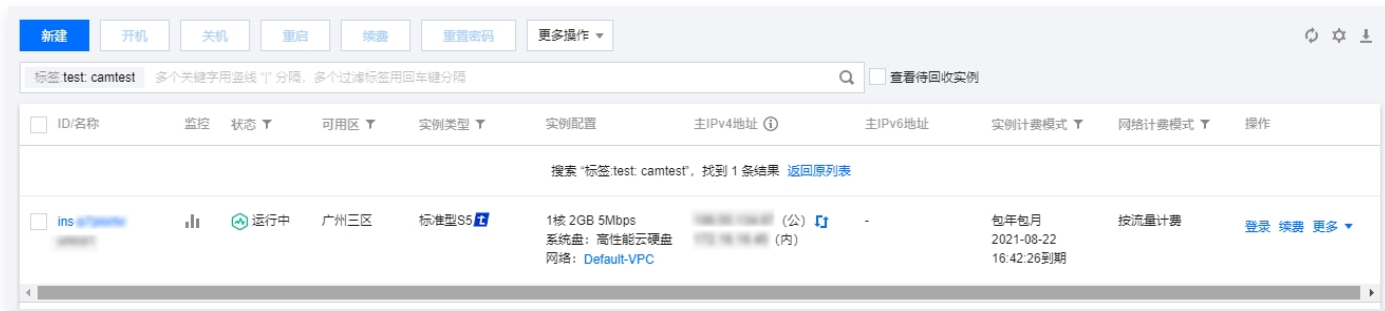 新建 开机 关机 重启 续费 重置密码 更多操作
标签:test: camtest 多个关键字用竖线 "|" 分隔，多个过滤标签用回车键分隔 查看待回收实例
ID/名称 监控 状态 可用区 实例类型 实例配置 主IPv4地址 主IPv6地址 实例计费模式 网络计费模式 操作
搜索 "标签:test: camtest"，找到 1 条结果 返回原列表
ins 运行中 广州三区 标准型S5 1核 2GB 5Mbps (公) - 包年包月 按流量计费 登录 续费 更多
系统盘：高性能云硬盘 (内) 2021-08-22
网络：Default-VPC 16:42:26到期